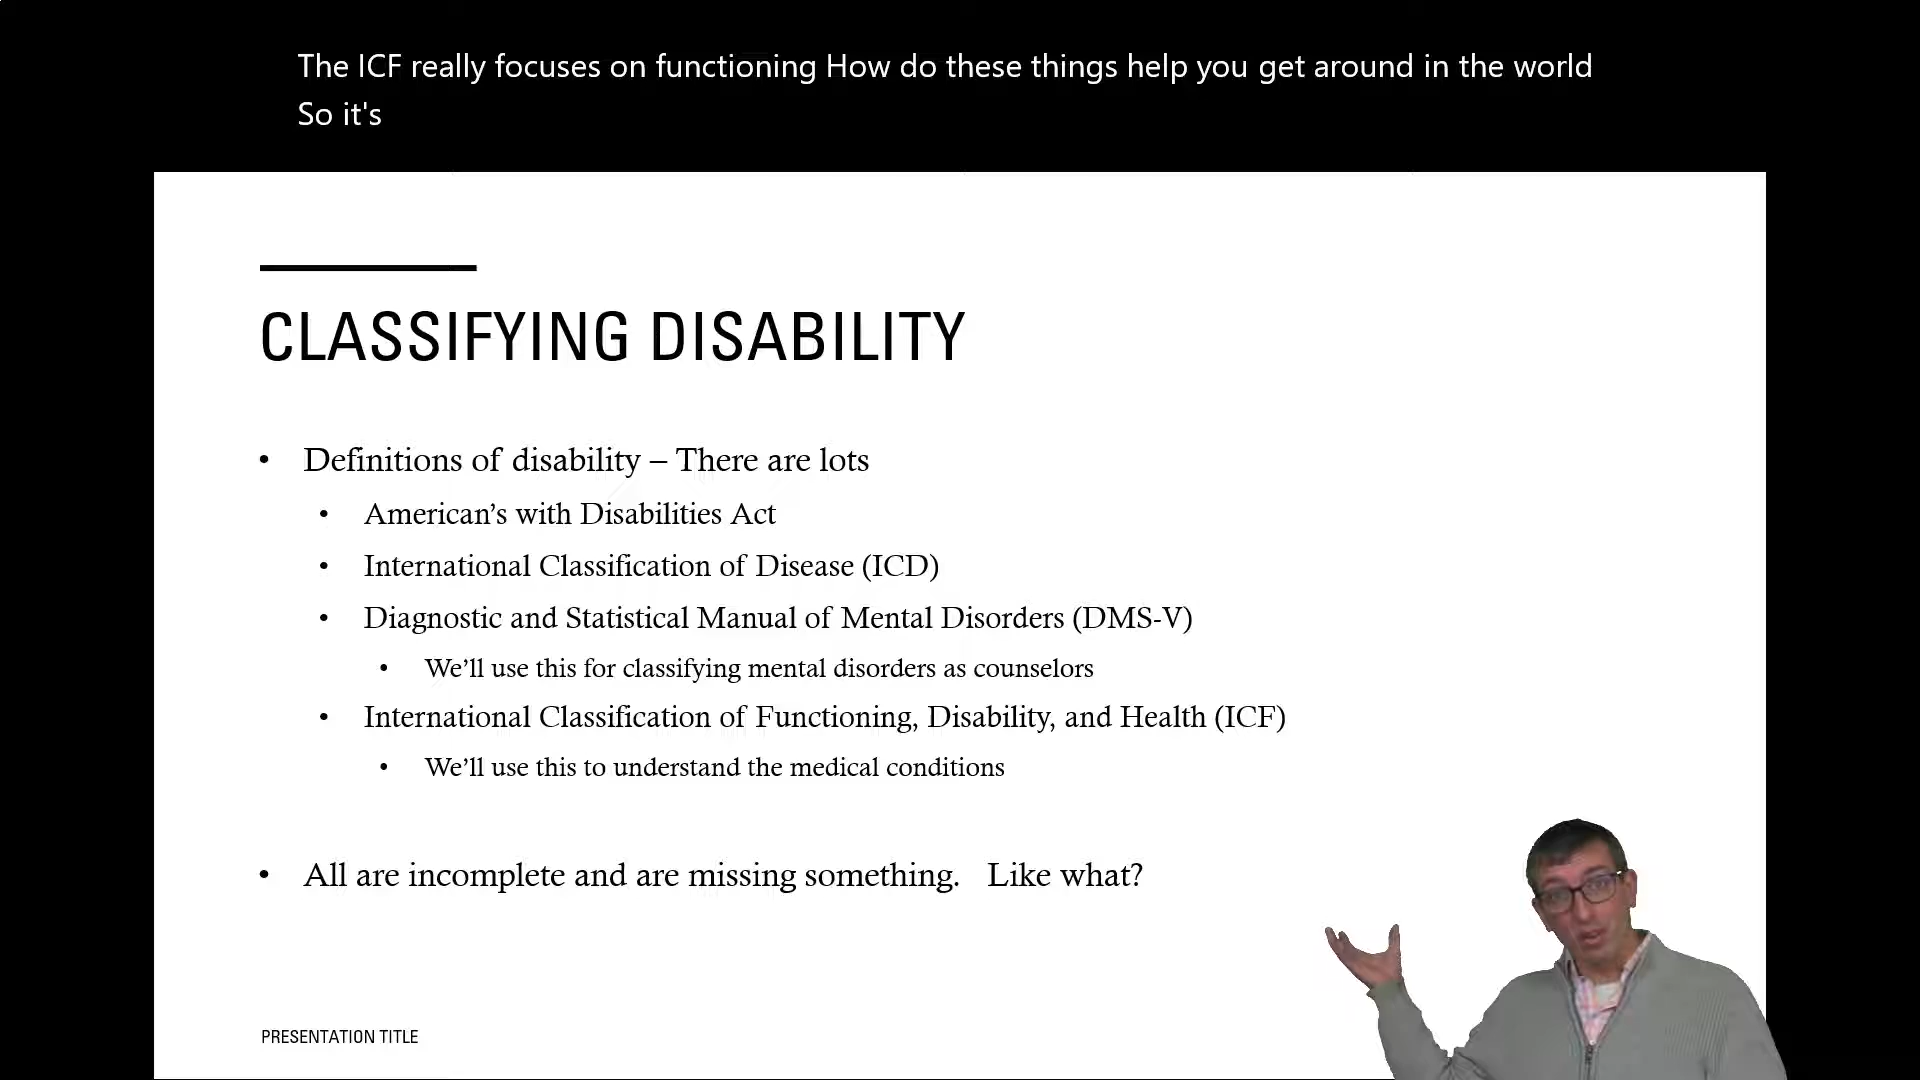 The ICF really focuses on functioning How do these things help you get around in the world
So it's
CLASSIFYING DISABILITY
• Definitions of disability – There are lots
• American’s with Disabilities Act
• International Classification of Disease (ICD)
• Diagnostic and Statistical Manual of Mental Disorders (DMS-V)
• We’ll use this for classifying mental disorders as counselors
• International Classification of Functioning, Disability, and Health (ICF)
• We’ll use this to understand the medical conditions
• All are incomplete and are missing something. Like what?
PRESENTATION TITLE